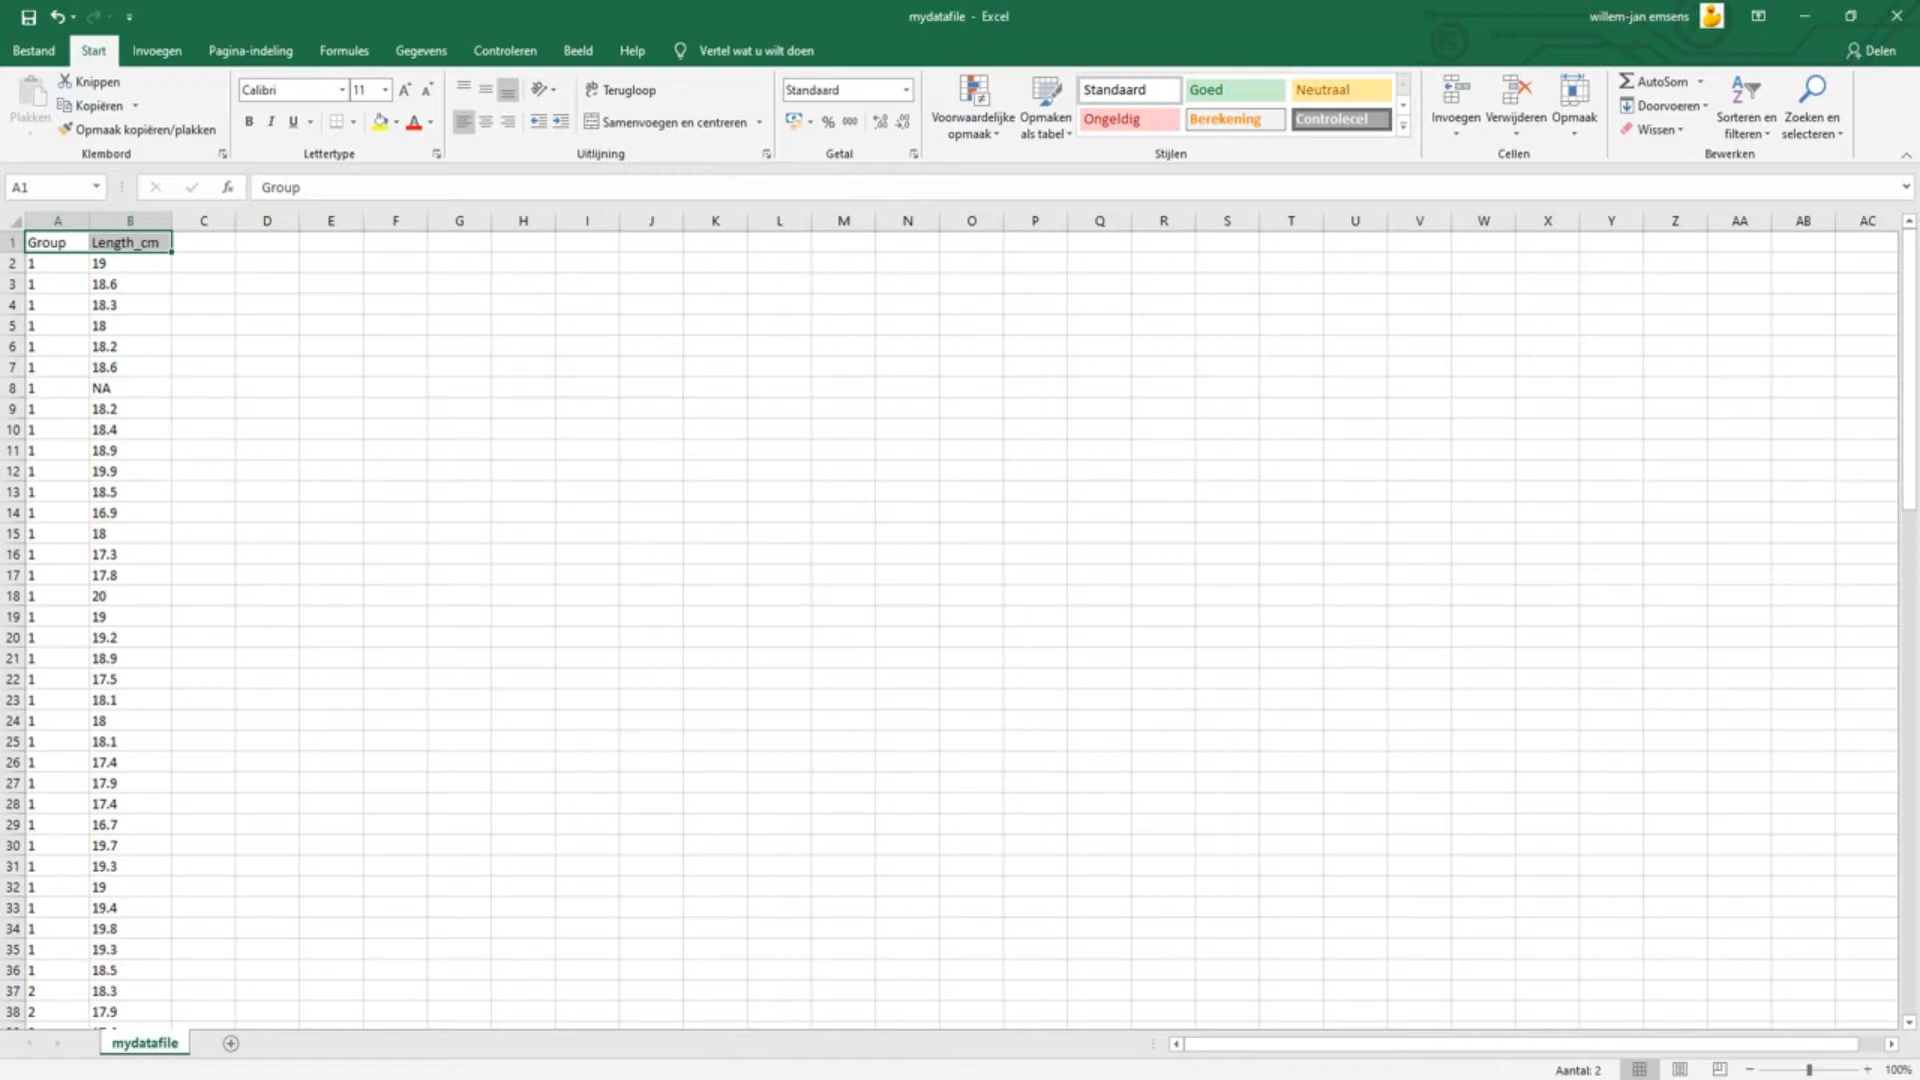 mydatafile - Excel
willem-jan emsens
Bestand Start Invoegen Pagina-indeling Formules Gegevens Controleren Beeld Help Vertel wat u wilt doen Delen
Plakken
Knippen
Kopiëren
Opmaak kopiëren/plakken
Klembord
Calibri 11
B I U
Lettertype
Terugloop
Samenvoegen en centreren
Uitlijning
Standaard
% 000
Getal
Voorwaardelijke opmaak
Opmaken als tabel
Standaard Goed Neutraal
Ongeldig Berekening Controlecel
Stijlen
Invoegen Verwijderen Opmaak
Cellen
AutoSom
Doorvoeren
Wissen
Sorteren en filteren
Zoeken en selecteren
Bewerken
A1 fx Group
A B C D E F G H I J K L M N O P Q R S T U V W X Y Z AA AB AC
1 Group Length_cm
2 1 19
3 1 18.6
4 1 18.3
5 1 18
6 1 18.2
7 1 18.6
8 1 NA
9 1 18.2
10 1 18.4
11 1 18.9
12 1 19.9
13 1 18.5
14 1 16.9
15 1 18
16 1 17.3
17 1 17.8
18 1 20
19 1 19
20 1 19.2
21 1 18.9
22 1 17.5
23 1 18.1
24 1 18
25 1 18.1
26 1 17.4
27 1 17.9
28 1 17.4
29 1 16.7
30 1 19.7
31 1 19.3
32 1 19
33 1 19.4
34 1 19.8
35 1 19.3
36 1 18.5
37 2 18.3
38 2 17.9
mydatafile
Aantal: 2 100%